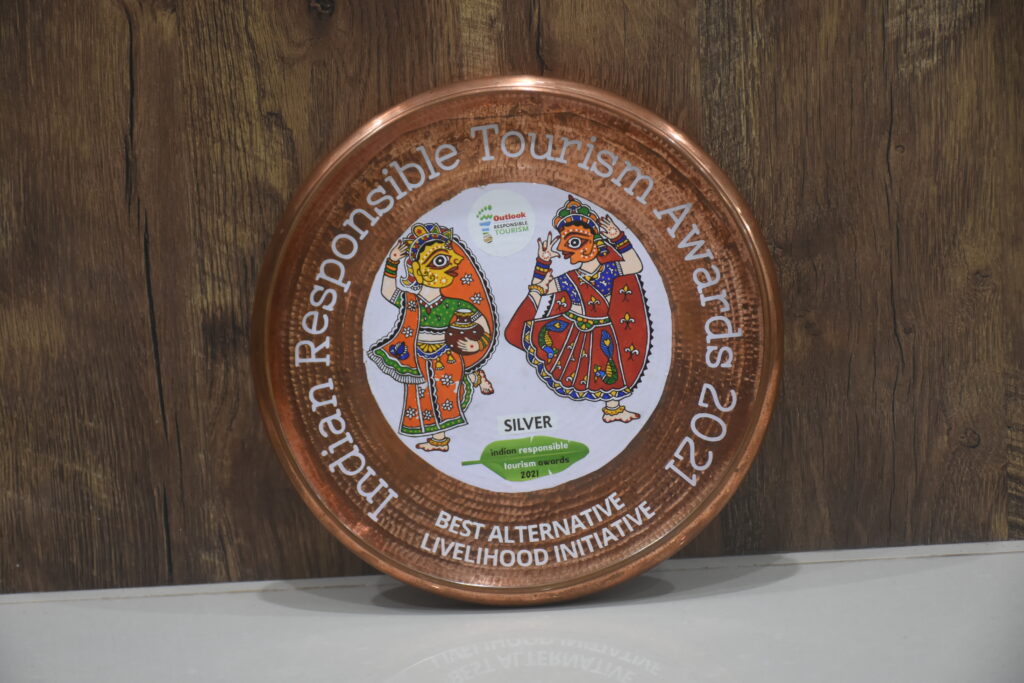 Indian Responsible Tourism Awards 2021
Outlook
RESPONSIBLE
TOURISM
SILVER
indian responsible
tourism awards
2021
BEST ALTERNATIVE
LIVELIHOOD INITIATIVE